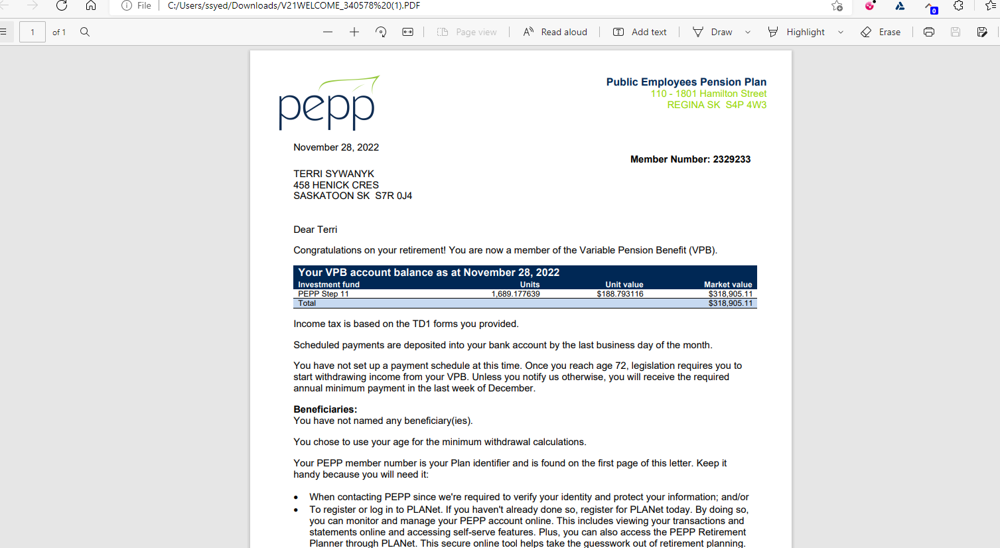 File C:/Users/ssyed/Downloads/V21WELCOME_340578%20(1).PDF
0
1 of 1 Page view Read aloud Add text Draw Highlight Erase
pepp
Public Employees Pension Plan
110 - 1801 Hamilton Street
REGINA SK S4P 4W3
November 28, 2022
Member Number: 2329233
TERRI SYWANYK
458 HENICK CRES
SASKATOON SK S7R 0J4
Dear Terri
Congratulations on your retirement! You are now a member of the Variable Pension Benefit (VPB).
Your VPB account balance as at November 28, 2022
Investment fund Units Unit value Market value
PEPP Step 11 1,689.177639 $188.793116 $318,905.11
Total $318,905.11
Income tax is based on the TD1 forms you provided.
Scheduled payments are deposited into your bank account by the last business day of the month.
You have not set up a payment schedule at this time. Once you reach age 72, legislation requires you to
start withdrawing income from your VPB. Unless you notify us otherwise, you will receive the required
annual minimum payment in the last week of December.
Beneficiaries:
You have not named any beneficiary(ies).
You chose to use your age for the minimum withdrawal calculations.
Your PEPP member number is your Plan identifier and is found on the first page of this letter. Keep it
handy because you will need it:
• When contacting PEPP since we're required to verify your identity and protect your information; and/or
• To register or log in to PLANet. If you haven't already done so, register for PLANet today. By doing so,
you can monitor and manage your PEPP account online. This includes viewing your transactions and
statements online and accessing self-serve features. Plus, you can also access the PEPP Retirement
Planner through PLANet. This secure online tool helps take the guesswork out of retirement planning.